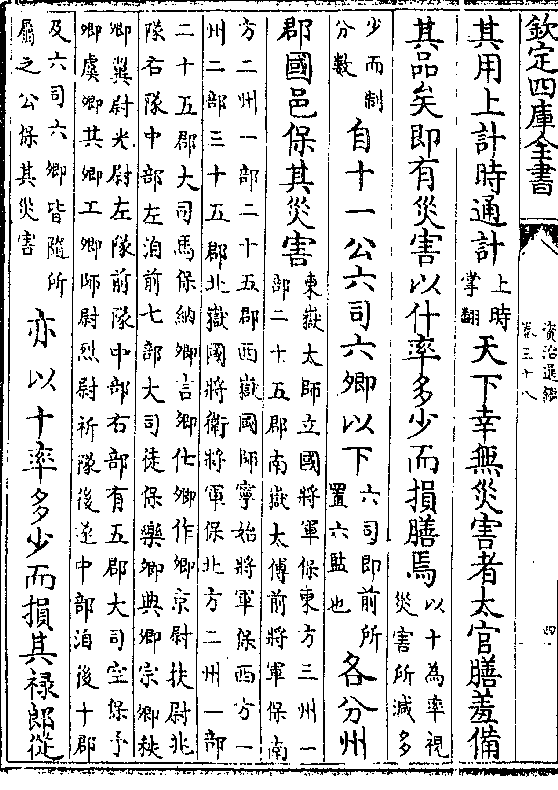 欽定四庫全書
資治通鑑
卷三十八
四
其用上計時通計
上時
掌翻
天下幸無災害者太官膳羞備
其品矣即有災害以什率多少而損膳焉
以十為率視
災害所減多
少而制
分數
自十一公六司六卿以下
六司即前所
置六監也
各分州
郡國邑保其災害
東嶽太師立國將軍保東方三州一
部二十五郡南嶽太傅前將軍保南
方二州一部二十五郡西嶽國師寧始將軍保西方一
州二部三十五郡北嶽國將衛將軍保北方二州一部
二十五郡大司馬保納卿言卿仕卿作卿京尉扶尉兆
隊右隊中部左洎前七部大司徒保樂卿典卿宗卿秩
卿冀尉光尉左隊前隊中部右部有五郡大司空保予
卿虞卿其卿工卿師尉烈尉祈隊後遂中部洎後十郡
及六司六卿皆隨所
屬之公保其災害
亦以十率多少而損其祿郎從